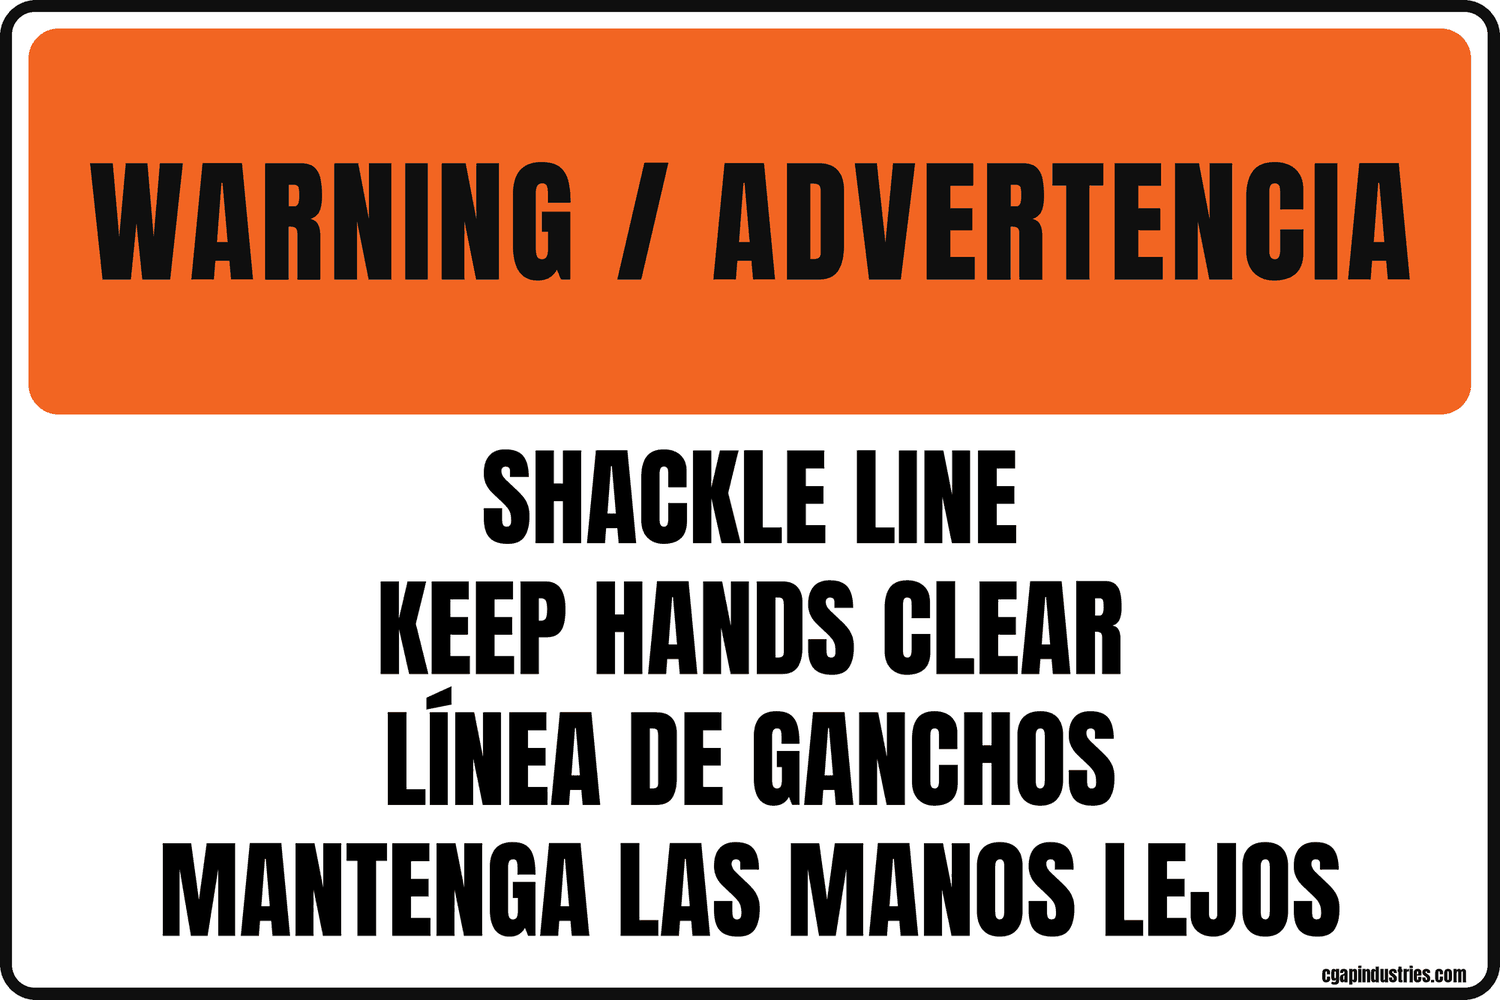 WARNING / ADVERTENCIA
SHACKLE LINE
KEEP HANDS CLEAR
LÍNEA DE GANCHOS
MANTENGA LAS MANOS LEJOS
cgapindustries.com